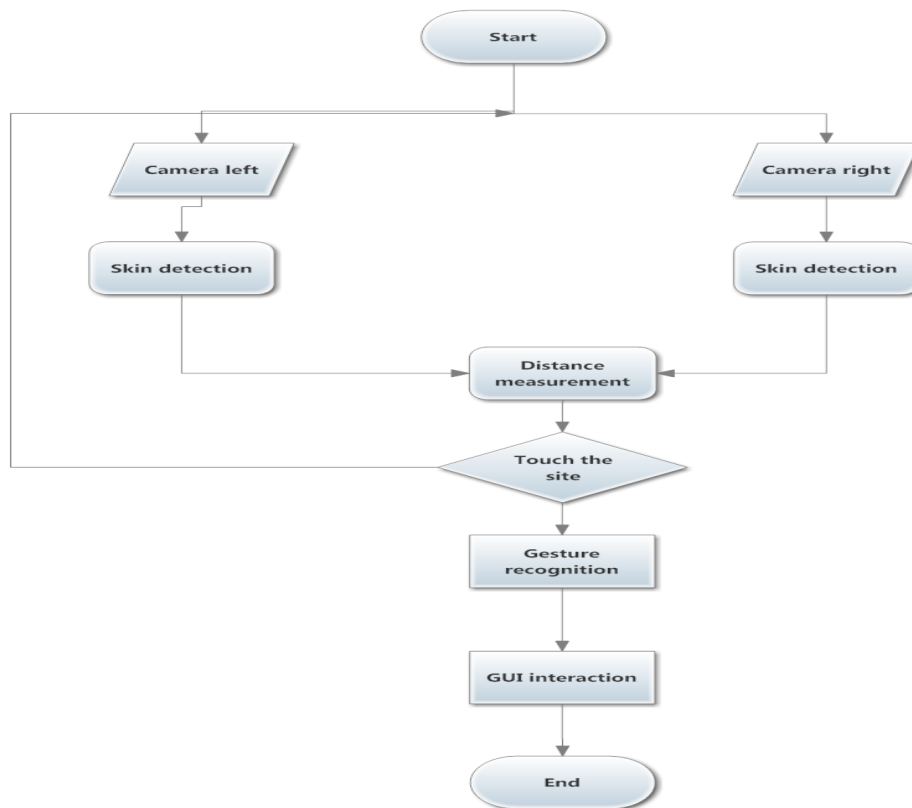 Start
Camera left
Camera right
Skin detection
Skin detection
Distance
measurement
Touch the
site
Gesture
recognition
GUI interaction
End